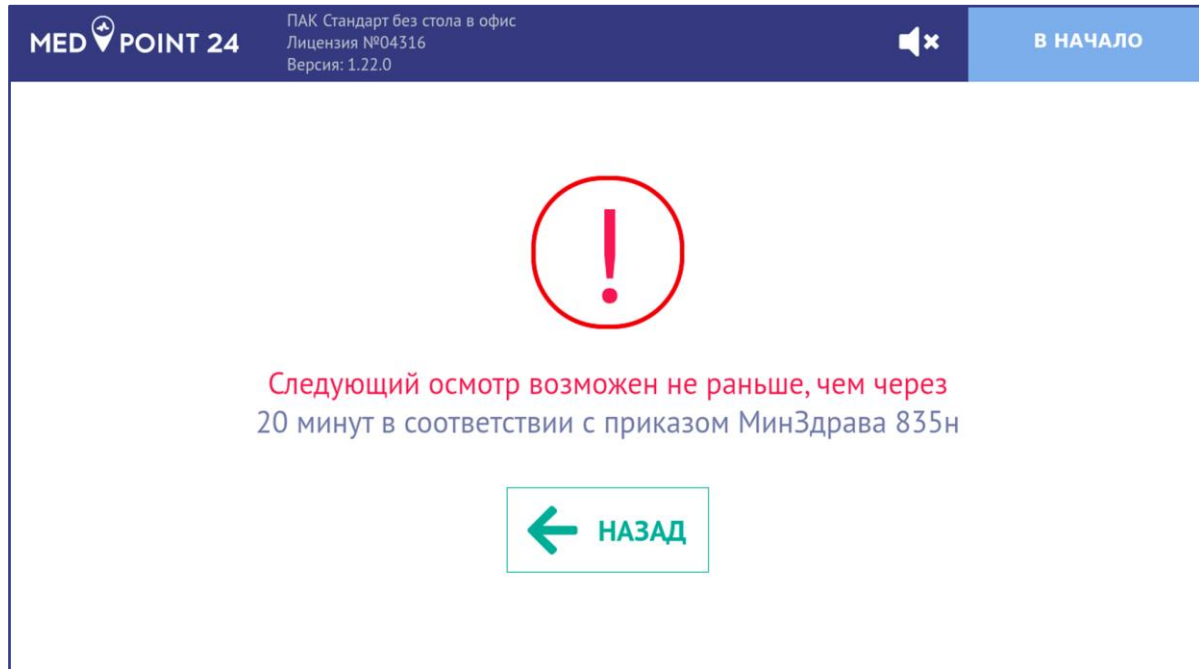 MED POINT 24
ПАК Стандарт без стола в офис
Лицензия №04316
Версия: 1.22.0
В НАЧАЛО
!
Следующий осмотр возможен не раньше, чем через
20 минут в соответствии с приказом МинЗдрава 835н
НАЗАД